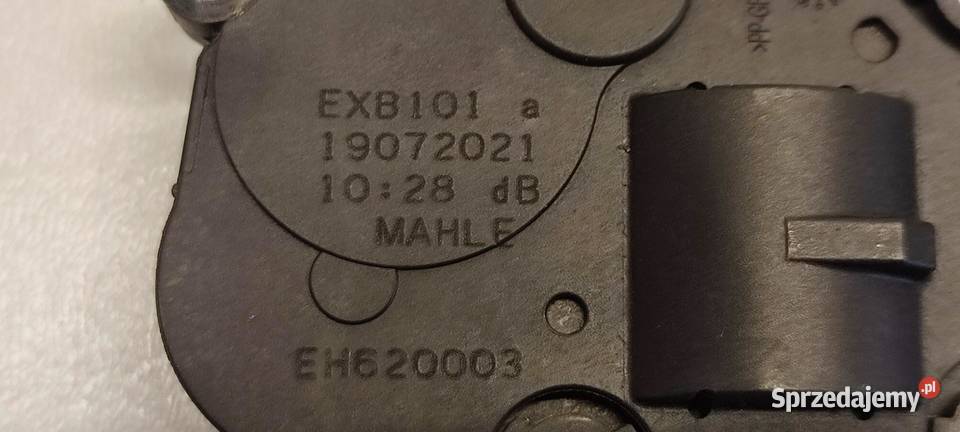 EXB101 a
19072021
10:28 dB
MAHLE
EH620003
Sprzedajemy.pl